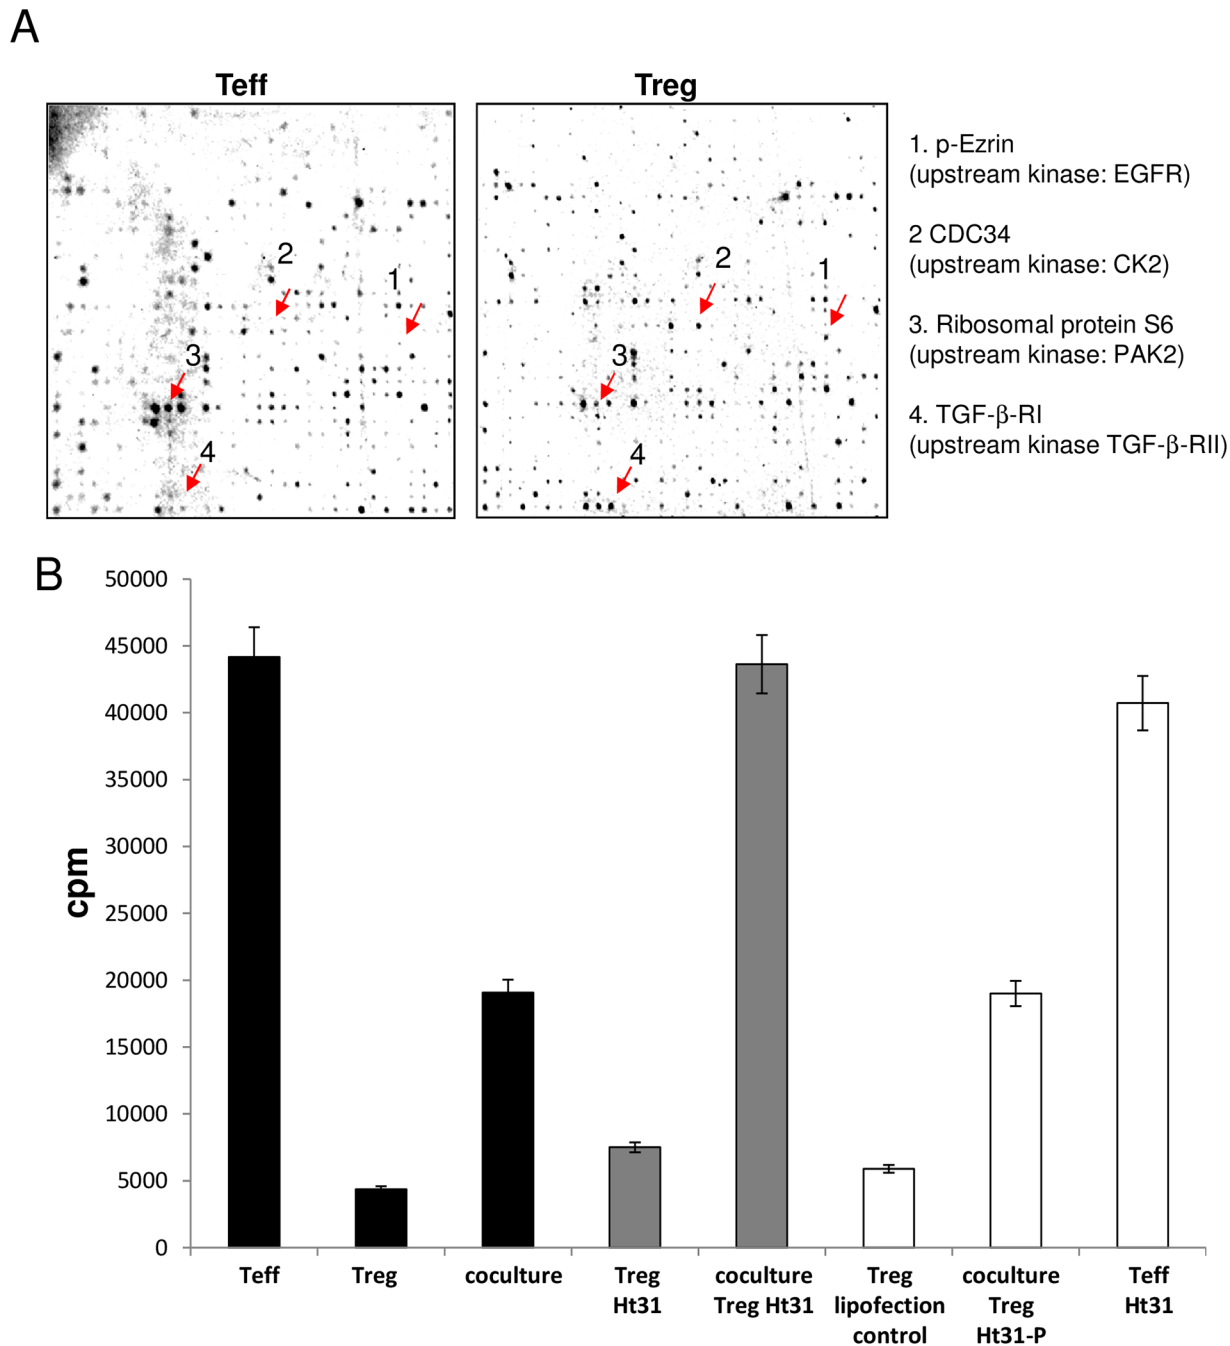 A
Teff
Treg
2
1
3
4
2
1
3
4
1. p-Ezrin
(upstream kinase: EGFR)
2 CDC34
(upstream kinase: CK2)
3. Ribosomal protein S6
(upstream kinase: PAK2)
4. TGF-β-RI
(upstream kinase TGF-β-RII)
B
50000
45000
40000
35000
30000
25000
20000
15000
10000
5000
0
cpm
Teff
Treg
coculture
Treg
Ht31
coculture
Treg Ht31
Treg
lipofection
control
coculture
Treg
Ht31-P
Teff
Ht31